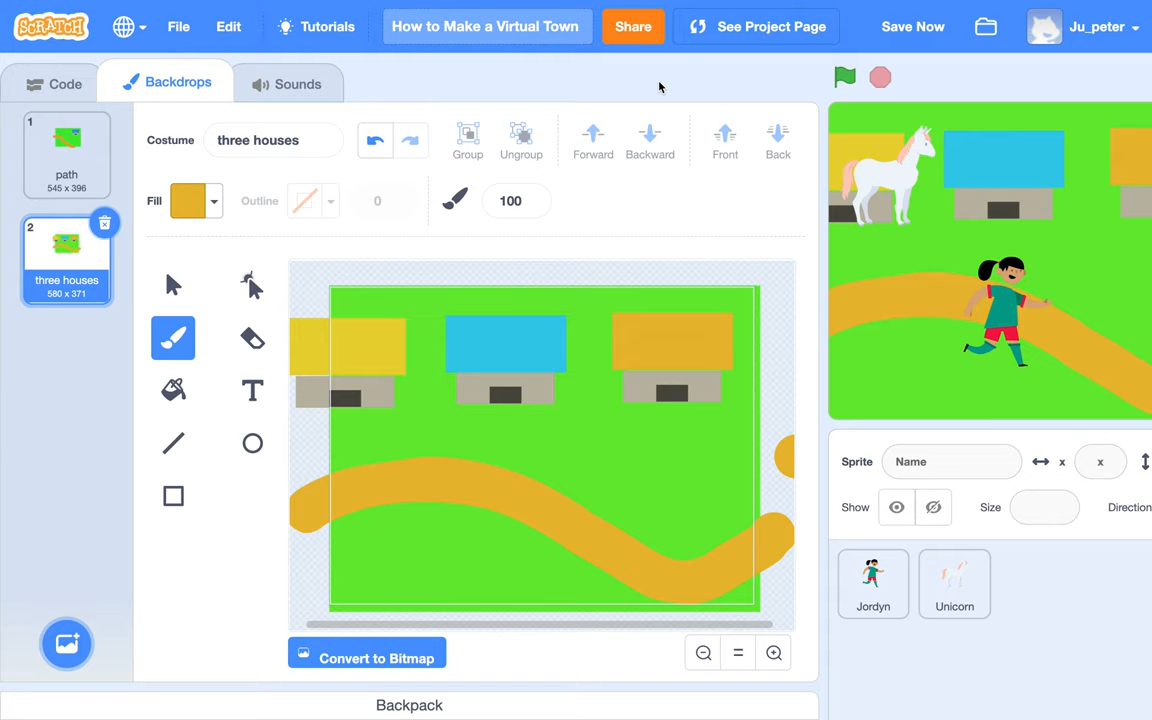 SCRATCH File Edit Tutorials How to Make a Virtual Town Share See Project Page Save Now Ju_peter
Code Backdrops Sounds
1
path
545 x 396
2
three houses
580 x 371
Costume three houses Group Ungroup Forward Backward Front Back
Fill Outline 0 100
T
Convert to Bitmap
Backpack
Sprite Name x x
Show Size Direction
Jordyn Unicorn